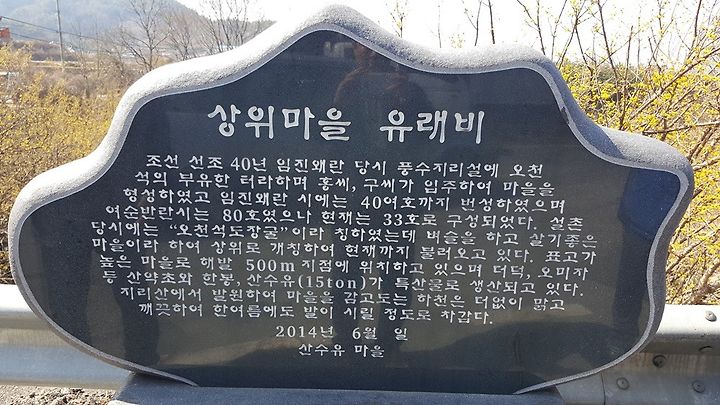 상위마을 유래비
조선 선조 40년 임진왜란 당시 풍수지리설에 오천
석의 부유한 터라하며 홍씨, 구씨가 입주하여 마을을
형성하였고 임진왜란 시에는 40여호까지 번성하였으며
여순반란시는 80호였으나 현재는 33호로 구성되었다. 설촌
당시에는 "오천석도장굴"이라 칭하였는데 벼슬을 하고 살기좋은
마을이라 하여 상위로 개칭하여 현재까지 불러오고 있다. 표고가
높은 마을로 해발 500m 지점에 위치하고 있으며 더덕, 오미자
등 산약초와 한봉, 산수유(15ton)가 특산물로 생산되고 있다.
지리산에서 발원하여 마을을 감고도는 하천은 더없이 맑고
깨끗하여 한여름에도 발이 시릴 정도로 차갑다.
2014년 6월 일
산수유 마을